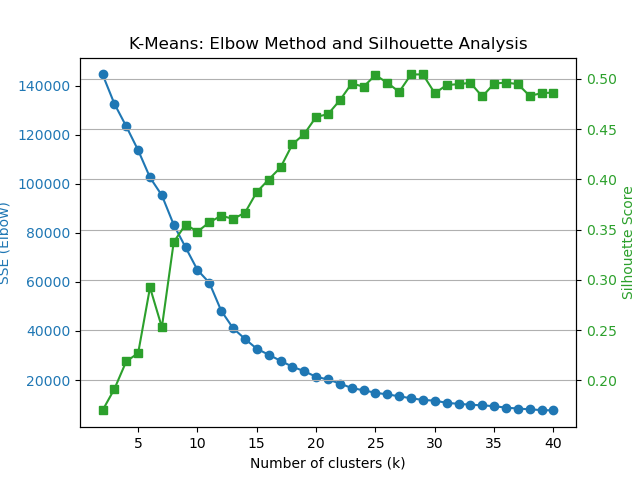 K-Means: Elbow Method and Silhouette Analysis
140000
120000
100000
80000
60000
40000
20000
SSE (Elbow)
0.50
0.45
0.40
0.35
0.30
0.25
0.20
Silhouette Score
5 10 15 20 25 30 35 40
Number of clusters (k)